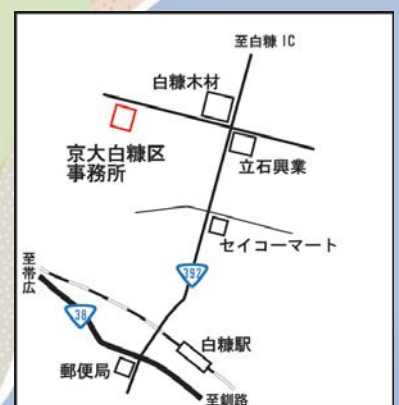 至白糠 IC
白糠木材
京大白糠区
事務所
立石興業
セイコーマート
392
至帯広
38
白糠駅
郵便局
至釧路